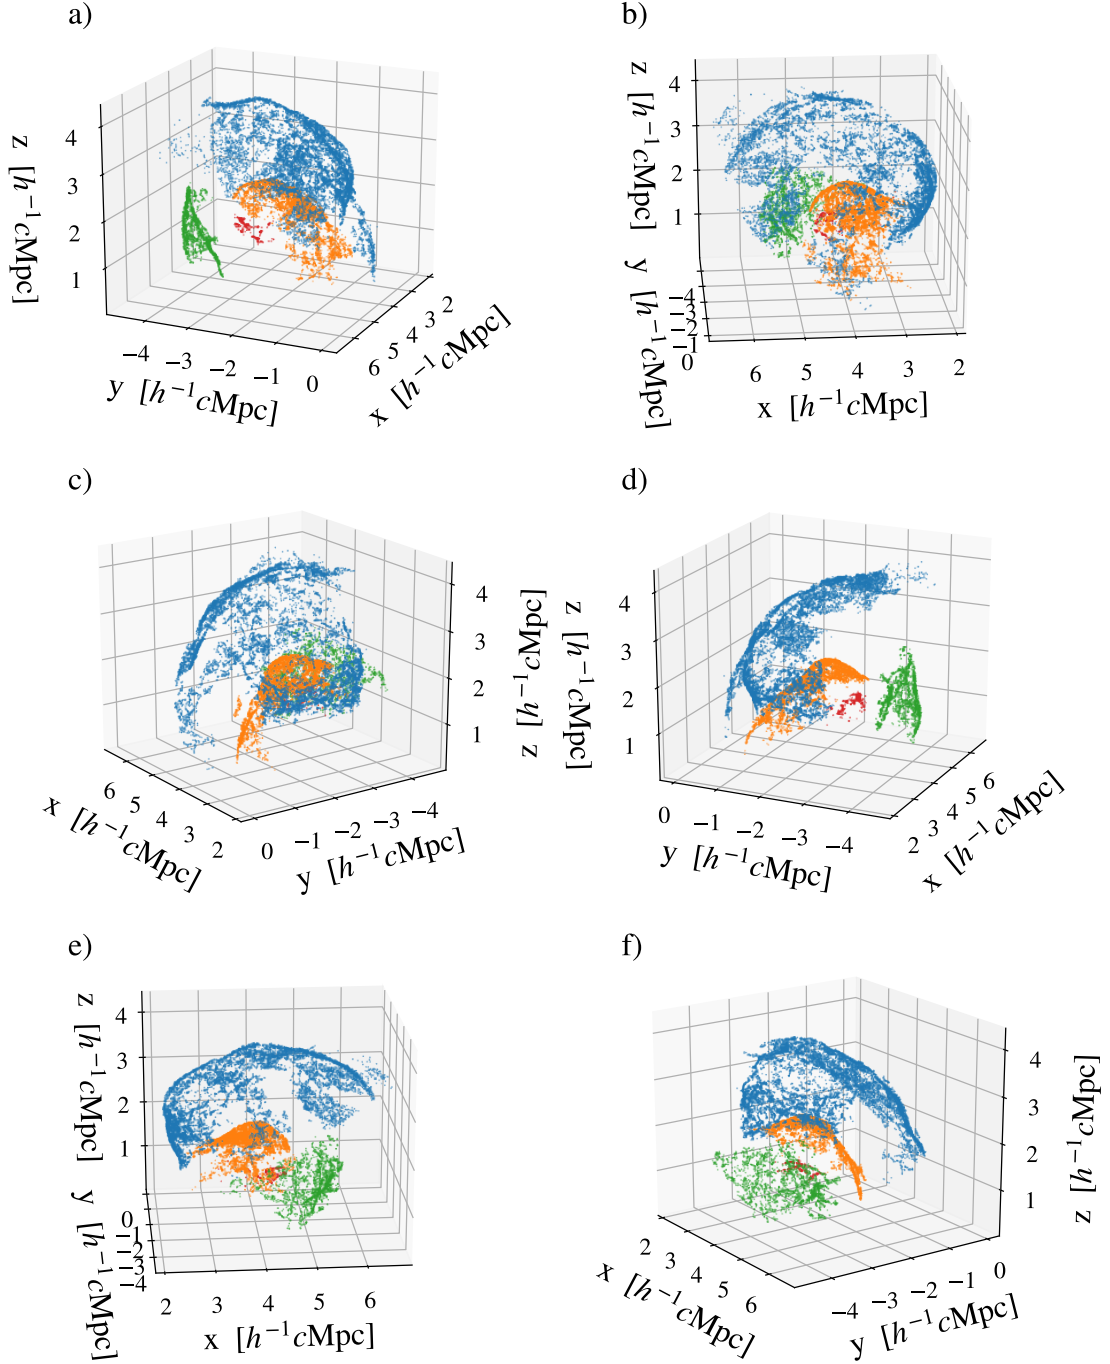 a)
z [h⁻¹cMpc]
4
3
2
1
−4 −3 −2 −1 0
y [h⁻¹cMpc]
6 5 4 3 2
x [h⁻¹cMpc]
b)
z [h⁻¹cMpc]
4
3
2
1
y [h⁻¹cMpc]
−4
−3
−2
−1
0
6 5 4 3 2
x [h⁻¹cMpc]
c)
z [h⁻¹cMpc]
4
3
2
1
6 5 4 3 2
x [h⁻¹cMpc]
0 −1 −2 −3 −4
y [h⁻¹cMpc]
d)
z [h⁻¹cMpc]
4
3
2
1
0 −1 −2 −3 −4
y [h⁻¹cMpc]
2 3 4 5 6
x [h⁻¹cMpc]
e)
z [h⁻¹cMpc]
4
3
2
1
y [h⁻¹cMpc]
0
−1
−2
−3
−4
2 3 4 5 6
x [h⁻¹cMpc]
f)
z [h⁻¹cMpc]
4
3
2
1
2 3 4 5 6
x [h⁻¹cMpc]
−4 −3 −2 −1 0
y [h⁻¹cMpc]